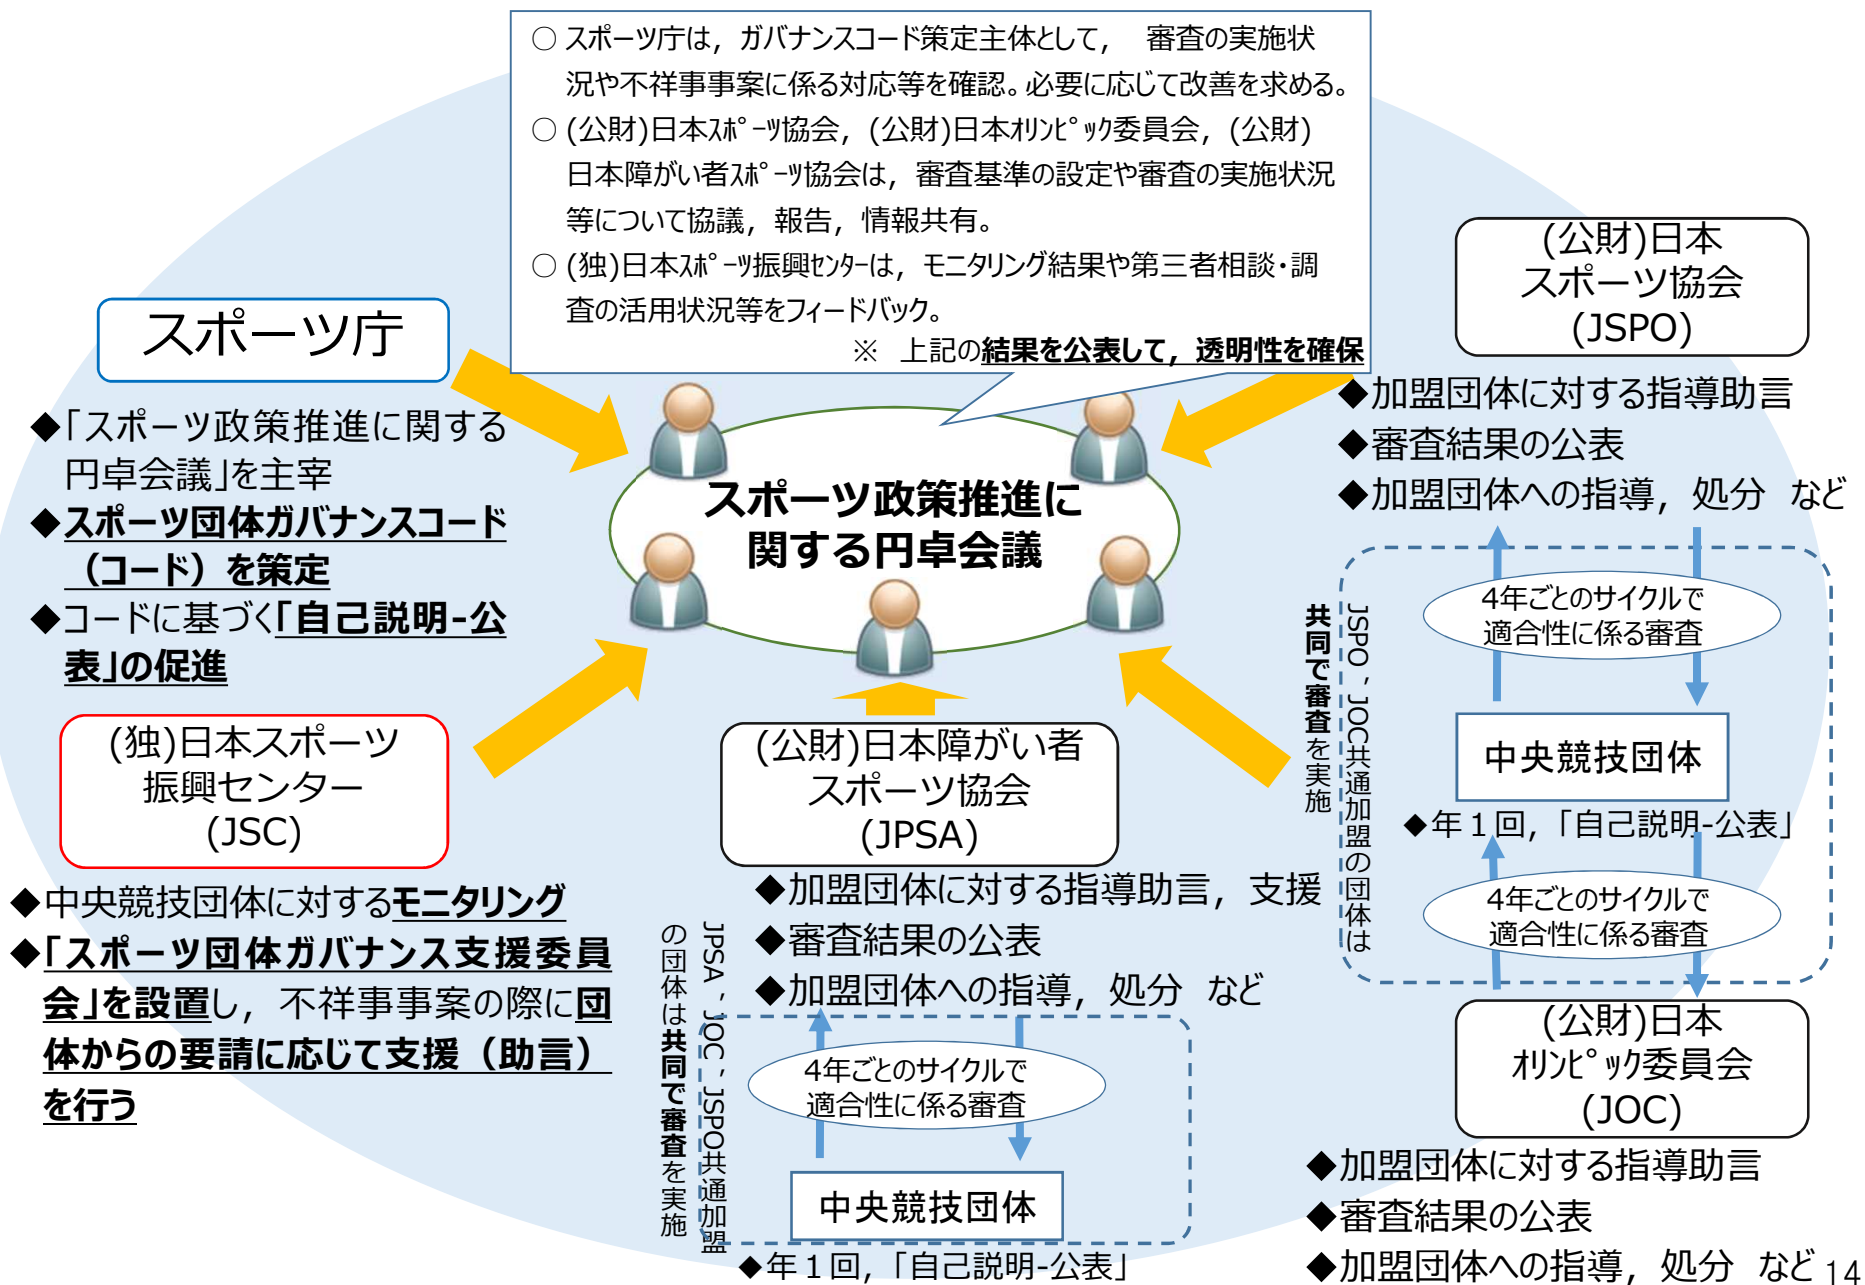 ○ スポーツ庁は，ガバナンスコード策定主体として，　審査の実施状
況や不祥事事案に係る対応等を確認。必要に応じて改善を求める。
○ (公財)日本ｽﾎﾟｰﾂ協会，(公財)日本ｵﾘﾝﾋﾟｯｸ委員会，(公財)
日本障がい者ｽﾎﾟｰﾂ協会は，審査基準の設定や審査の実施状況
等について協議，報告，情報共有。
○ (独)日本ｽﾎﾟｰﾂ振興ｾﾝﾀｰは，モニタリング結果や第三者相談・調
査の活用状況等をフィードバック。
※　上記の結果を公表して，透明性を確保
スポーツ庁
◆「スポーツ政策推進に関する
円卓会議」を主宰
◆スポーツ団体ガバナンスコード
（コード）を策定
◆コードに基づく「自己説明-公
表」の促進
スポーツ政策推進に
関する円卓会議
(公財)日本
スポーツ協会
(JSPO)
◆加盟団体に対する指導助言
◆審査結果の公表
◆加盟団体への指導，処分　など
4年ごとのサイクルで
適合性に係る審査
JSPO、JOC共通加盟の団体は
共同で審査を実施
中央競技団体
◆年１回，「自己説明-公表」
4年ごとのサイクルで
適合性に係る審査
(公財)日本
ｵﾘﾝﾋﾟｯｸ委員会
(JOC)
◆加盟団体に対する指導助言
◆審査結果の公表
◆加盟団体への指導，処分　など
(独)日本スポーツ
振興センター
(JSC)
◆中央競技団体に対するモニタリング
◆「スポーツ団体ガバナンス支援委員
会」を設置し，不祥事事案の際に団
体からの要請に応じて支援（助言）
を行う
(公財)日本障がい者
スポーツ協会
(JPSA)
◆加盟団体に対する指導助言，支援
◆審査結果の公表
◆加盟団体への指導，処分　など
JPSA、JOC、JSPO共通加盟
の団体は共同で審査を実施
4年ごとのサイクルで
適合性に係る審査
中央競技団体
◆年１回，「自己説明-公表」
14